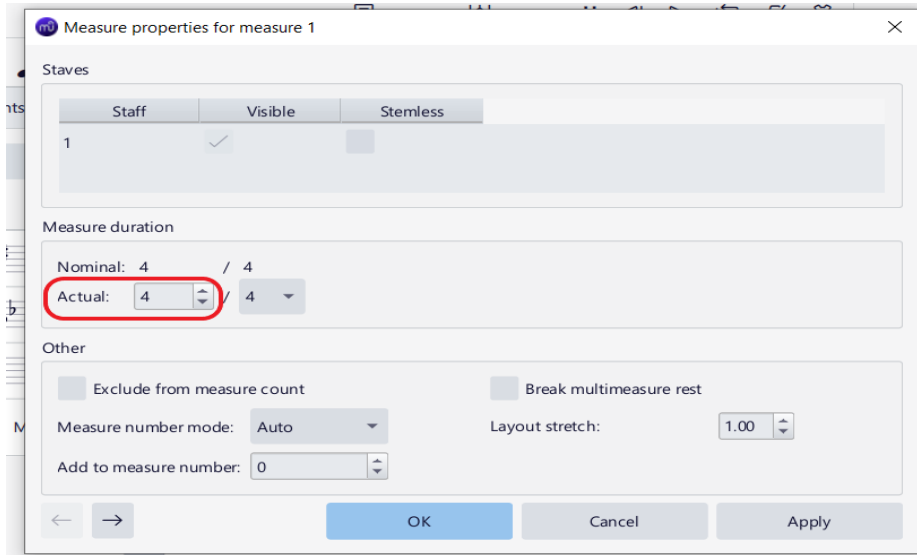 Measure properties for measure 1
Staves
nts
Staff Visible Stemless
1
Measure duration
Nominal: 4 / 4
Actual: 4 / 4
Other
Exclude from measure count Break multimeasure rest
M
Measure number mode: Auto Layout stretch: 1.00
Add to measure number: 0
OK Cancel Apply